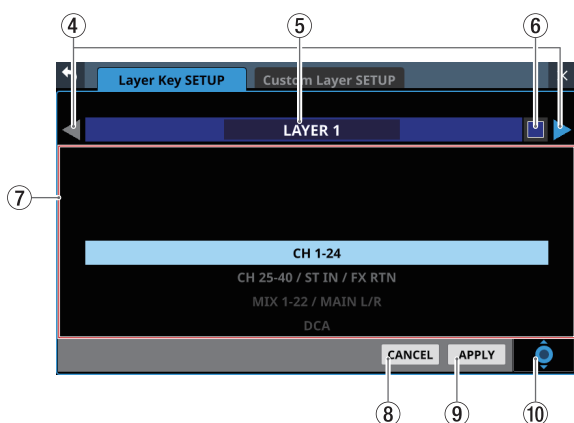 ④ ⑤ ⑥
Layer Key SETUP Custom Layer SETUP ×
LAYER 1
⑦
CH 1-24
CH 25-40 / ST IN / FX RTN
MIX 1-22 / MAIN L/R
DCA
CANCEL APPLY
⑧ ⑨ ⑩